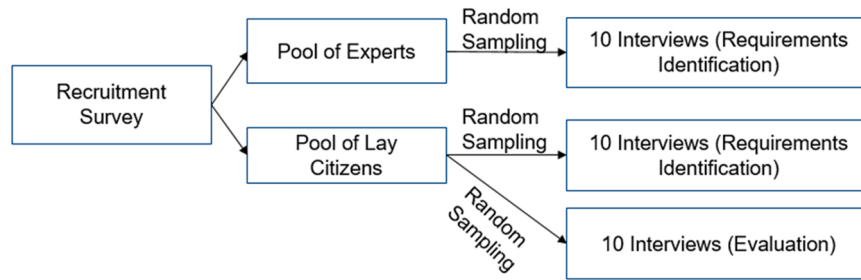 Recruitment
Survey
Pool of Experts
Random
Sampling
10 Interviews (Requirements
Identification)
Pool of Lay
Citizens
Random
Sampling
10 Interviews (Requirements
Identification)
Random
Sampling
10 Interviews (Evaluation)